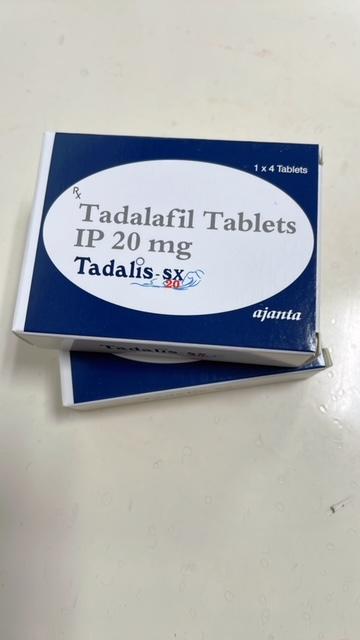 1 x 4 Tablets
Rx
Tadalafil Tablets
IP 20 mg
Tadalis-sx
20
ajanta
Tadalis-sx